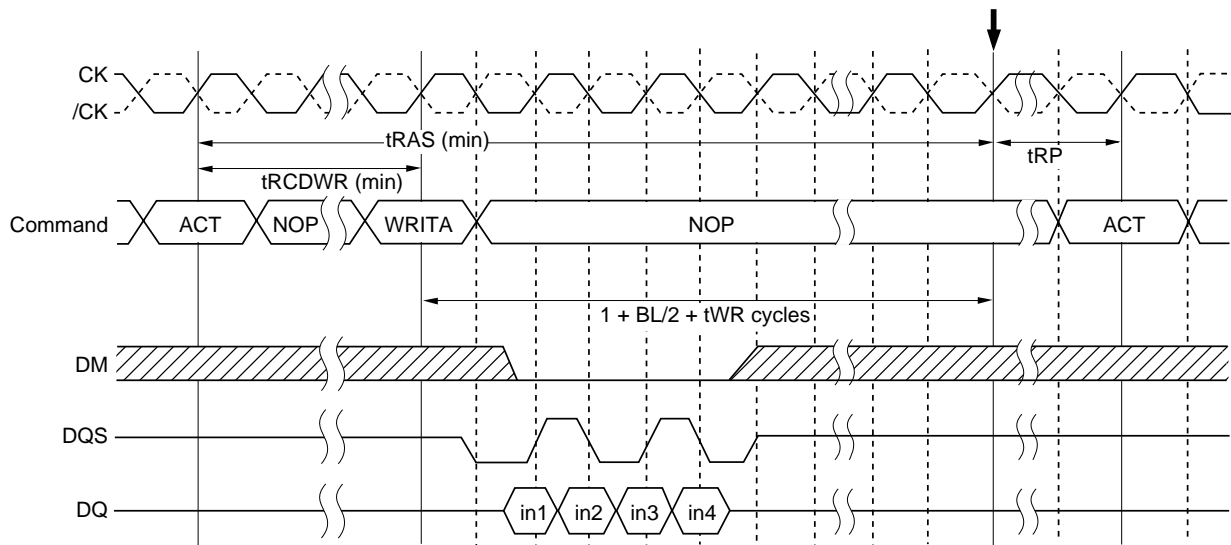 CK
/CK
tRAS (min)
tRP
tRCDWR (min)
Command
ACT
NOP
WRITA
NOP
ACT
1 + BL/2 + tWR cycles
DM
DQS
DQ
in1
in2
in3
in4